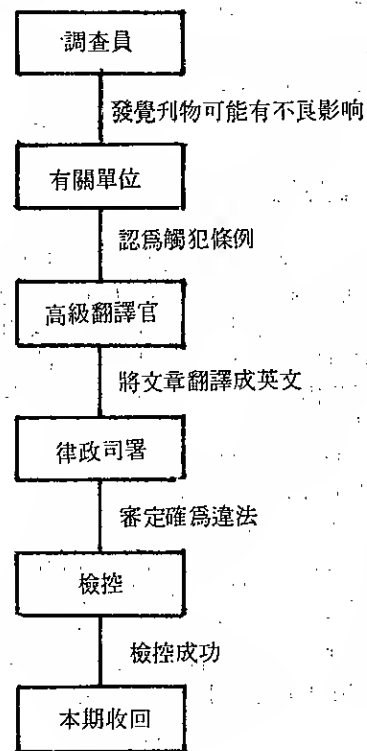 調查員
發覺刋物可能有不良影响
有關單位
認爲觸犯條例
高級翻譯官
將文章翻譯成英文
律政司署
審定確爲違法
檢控
檢控成功
本期收回